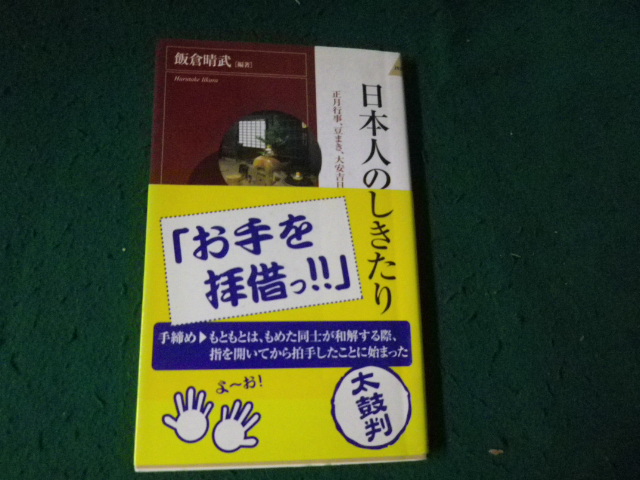 飯倉晴武[編著]
Harutake Iikura
日本人のしきたり
正月行事、豆まき、大安吉日
「お手を
拝借っ!!」
手締め▶もともとは、もめた同士が和解する際、
指を開いてから拍手したことに始まった
よ〜お!
太鼓判